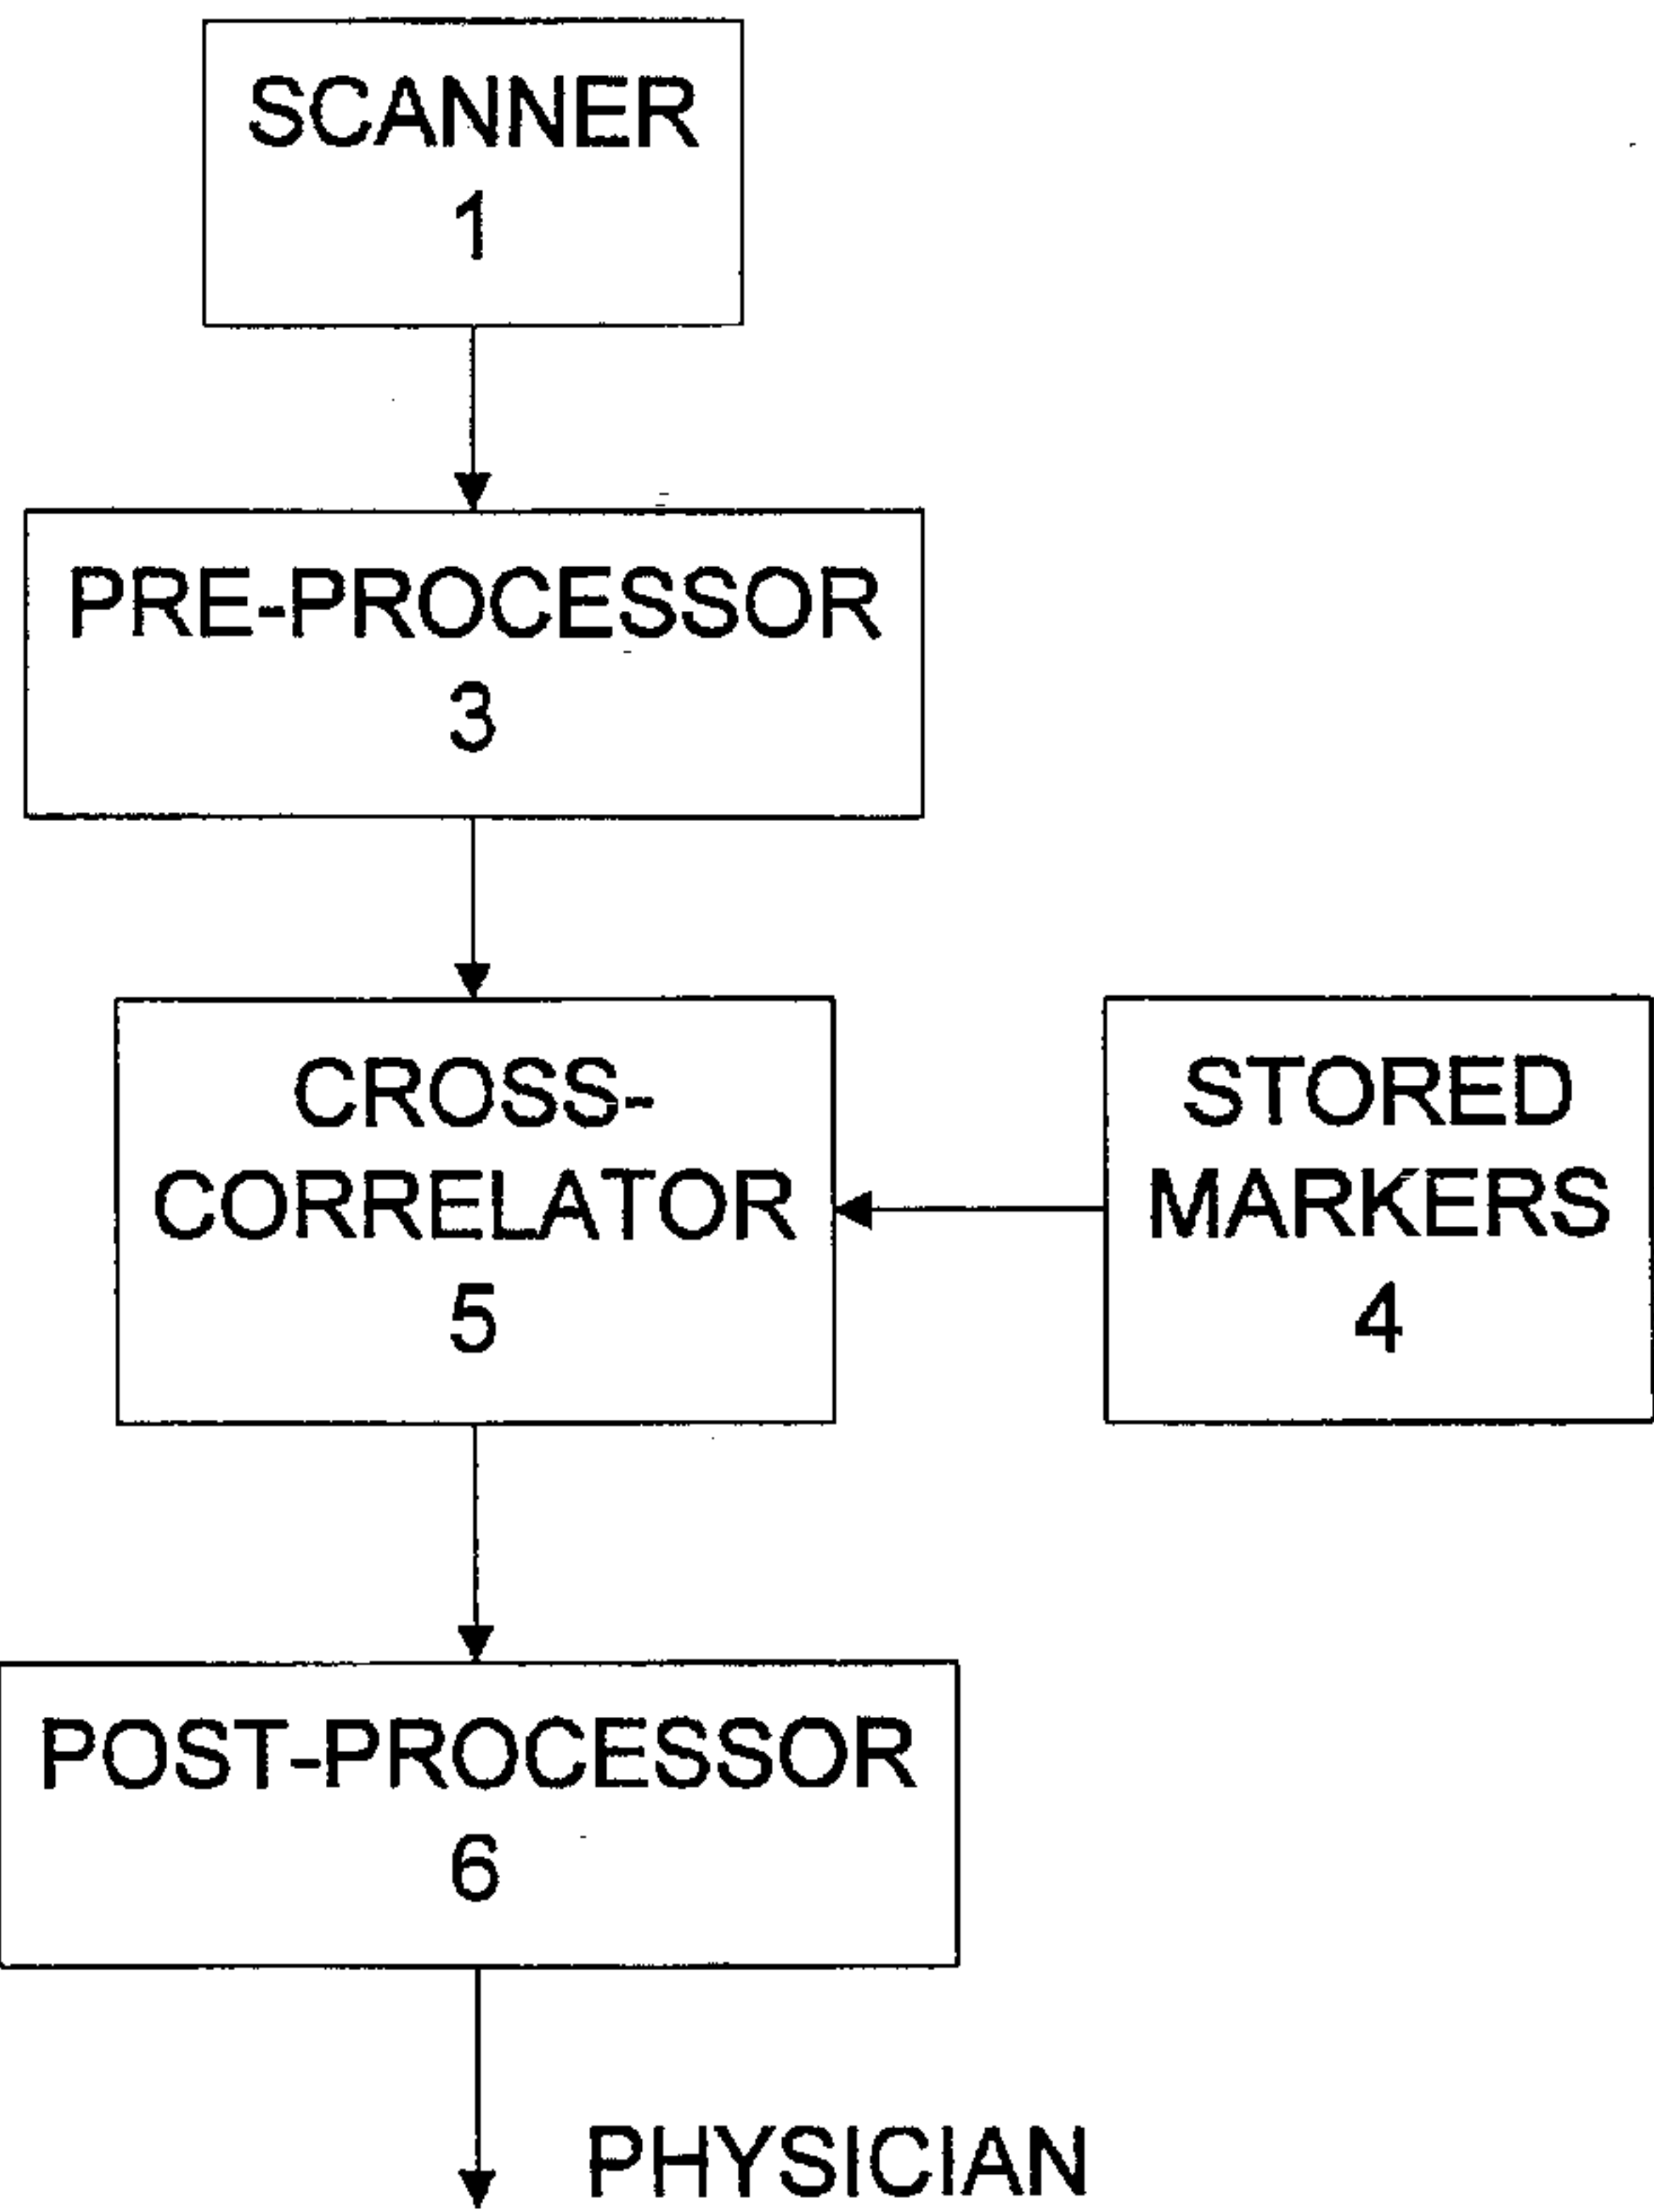 SCANNER
1
PRE-PROCESSOR
3
CROSS-
CORRELATOR
5
STORED
MARKERS
4
POST-PROCESSOR
6
PHYSICIAN